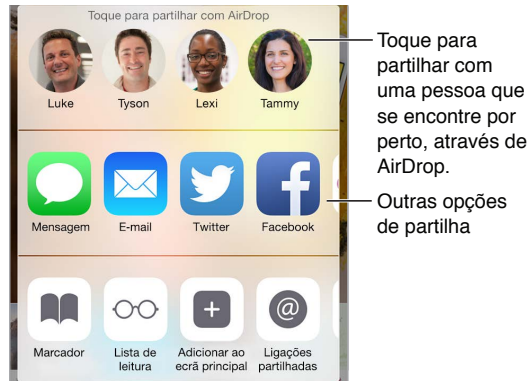 Toque para partilhar com AirDrop
Luke Tyson Lexi Tammy
Toque para
partilhar com
uma pessoa que
se encontre por
perto, através de
AirDrop.
Mensagem E-mail Twitter Facebook
Outras opções
de partilha
Marcador Lista de Adicionar ao Ligações
leitura ecrã principal partilhadas